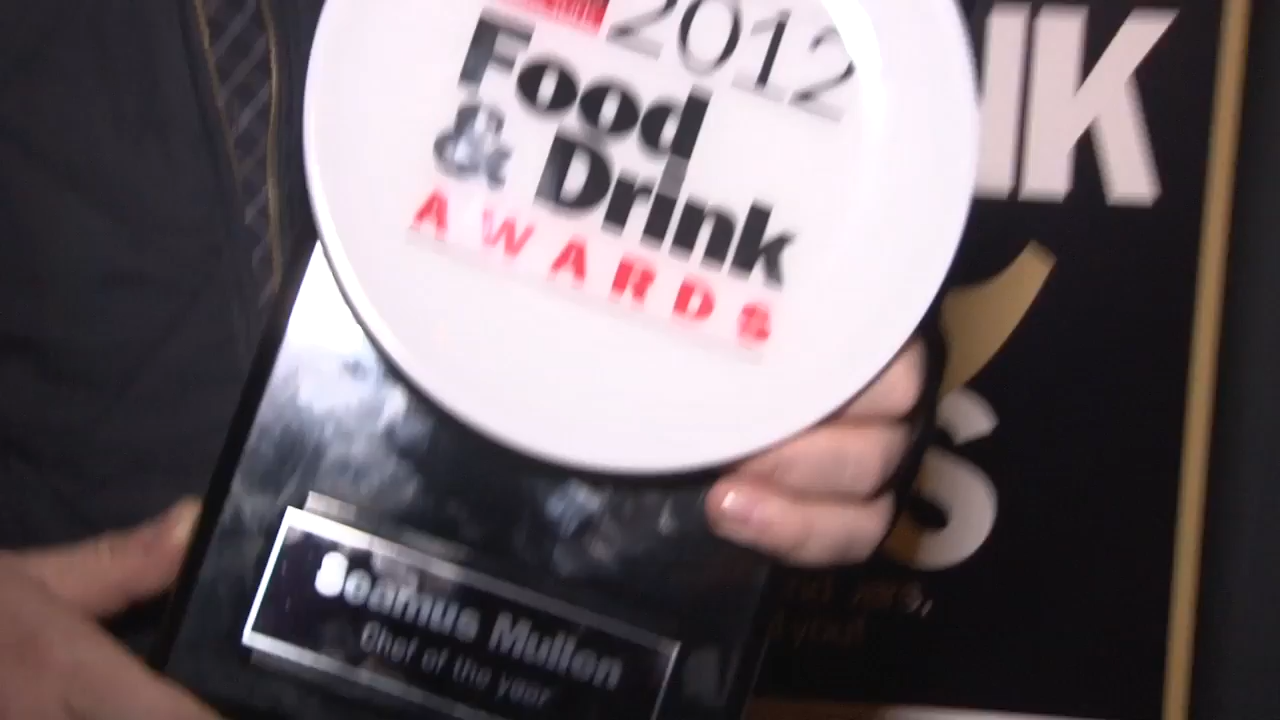 2012
Food
& Drink
AWARDS
Seamus Mullen
Chef of the year